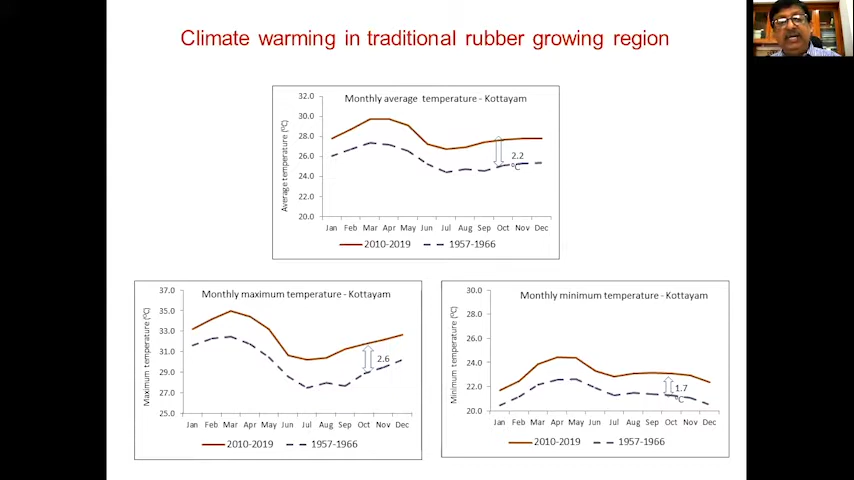 Climate warming in traditional rubber growing region
Monthly average temperature - Kottayam
Average temperature (⁰C)
32.0
30.0
28.0
26.0
24.0
22.0
20.0
2.2
⁰C
Jan Feb Mar Apr May Jun Jul Aug Sep Oct Nov Dec
2010-2019 1957-1966
Monthly maximum temperature - Kottayam
Maximum temperature (⁰C)
37.0
35.0
33.0
31.0
29.0
27.0
25.0
2.6
Jan Feb Mar Apr May Jun Jul Aug Sep Oct Nov Dec
2010-2019 1957-1966
Monthly minimum temperature - Kottayam
Minimum temperature (⁰C)
30.0
28.0
26.0
24.0
22.0
20.0
1.7
⁰C
Jan Feb Mar Apr May Jun Jul Aug Sep Oct Nov Dec
2010-2019 1957-1966